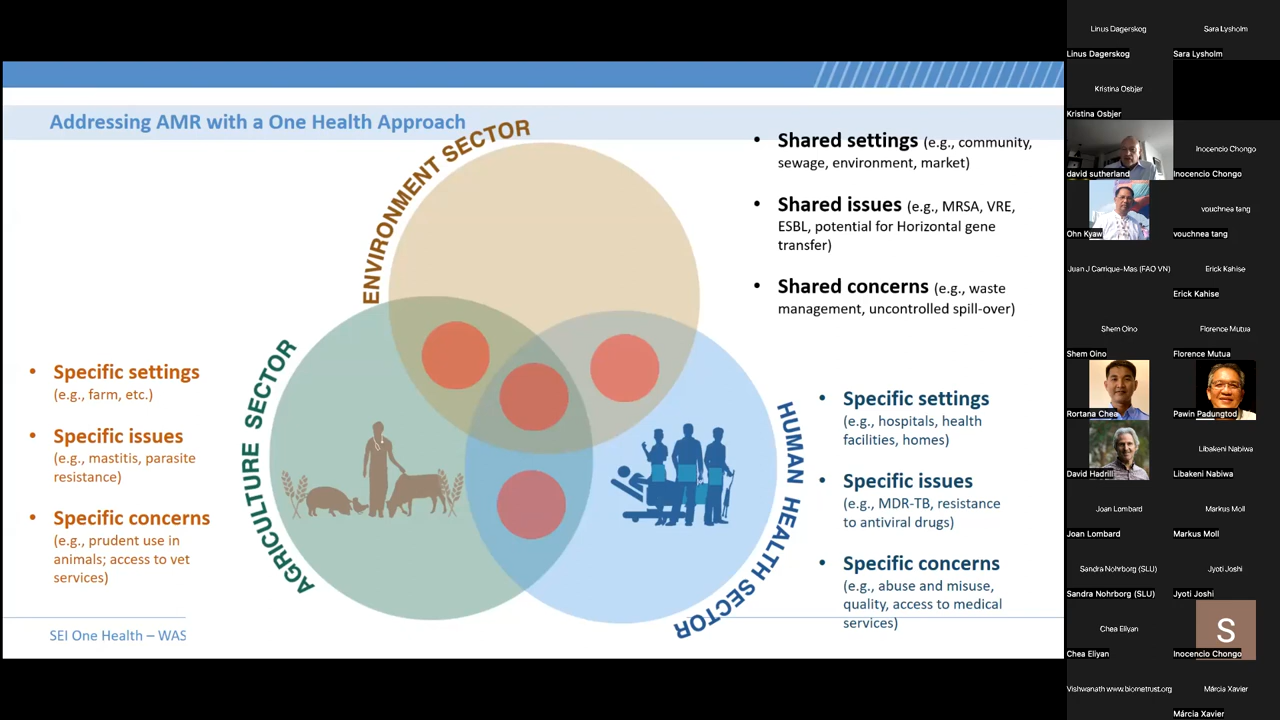 Addressing AMR with a One Health Approach
ENVIRONMENT SECTOR
• Shared settings (e.g., community,
sewage, environment, market)
• Shared issues (e.g., MRSA, VRE,
ESBL, potential for Horizontal gene
transfer)
• Shared concerns (e.g., waste
management, uncontrolled spill-over)
• Specific settings
(e.g., farm, etc.)
• Specific issues
(e.g., mastitis, parasite
resistance)
• Specific concerns
(e.g., prudent use in
animals; access to vet
services)
AGRICULTURE SECTOR
HUMAN HEALTH SECTOR
• Specific settings
(e.g., hospitals, health
facilities, homes)
• Specific issues
(e.g., MDR-TB, resistance
to antiviral drugs)
• Specific concerns
(e.g., abuse and misuse,
quality, access to medical
services)
SEI One Health – WAS
Linus Dagerskog
Sara Lysholm
Linus Dagerskog
Sara Lysholm
Kristina Osbjer
Kristina Osbjer
david sutherland
Inocencio Chongo
Inocencio Chongo
Ohn Kyaw
vouchnea tang
vouchnea tang
Juan J Carrique-Mas (FAO VN)
Erick Kahise
Erick Kahise
Shem Oino
Florence Mutua
Shem Oino
Florence Mutua
Rortana Chea
Pawin Padungtod
David Hadrill
Libakeni Nabiwa
Libakeni Nabiwa
Joan Lombard
Markus Moll
Joan Lombard
Markus Moll
Sandra Nohrborg (SLU)
Jyoti Joshi
Sandra Nohrborg (SLU)
Jyoti Joshi
Chea Eliyan
S
Chea Eliyan
Inocencio Chongo
Vishwanath www.biometrust.org
Márcia Xavier
Márcia Xavier